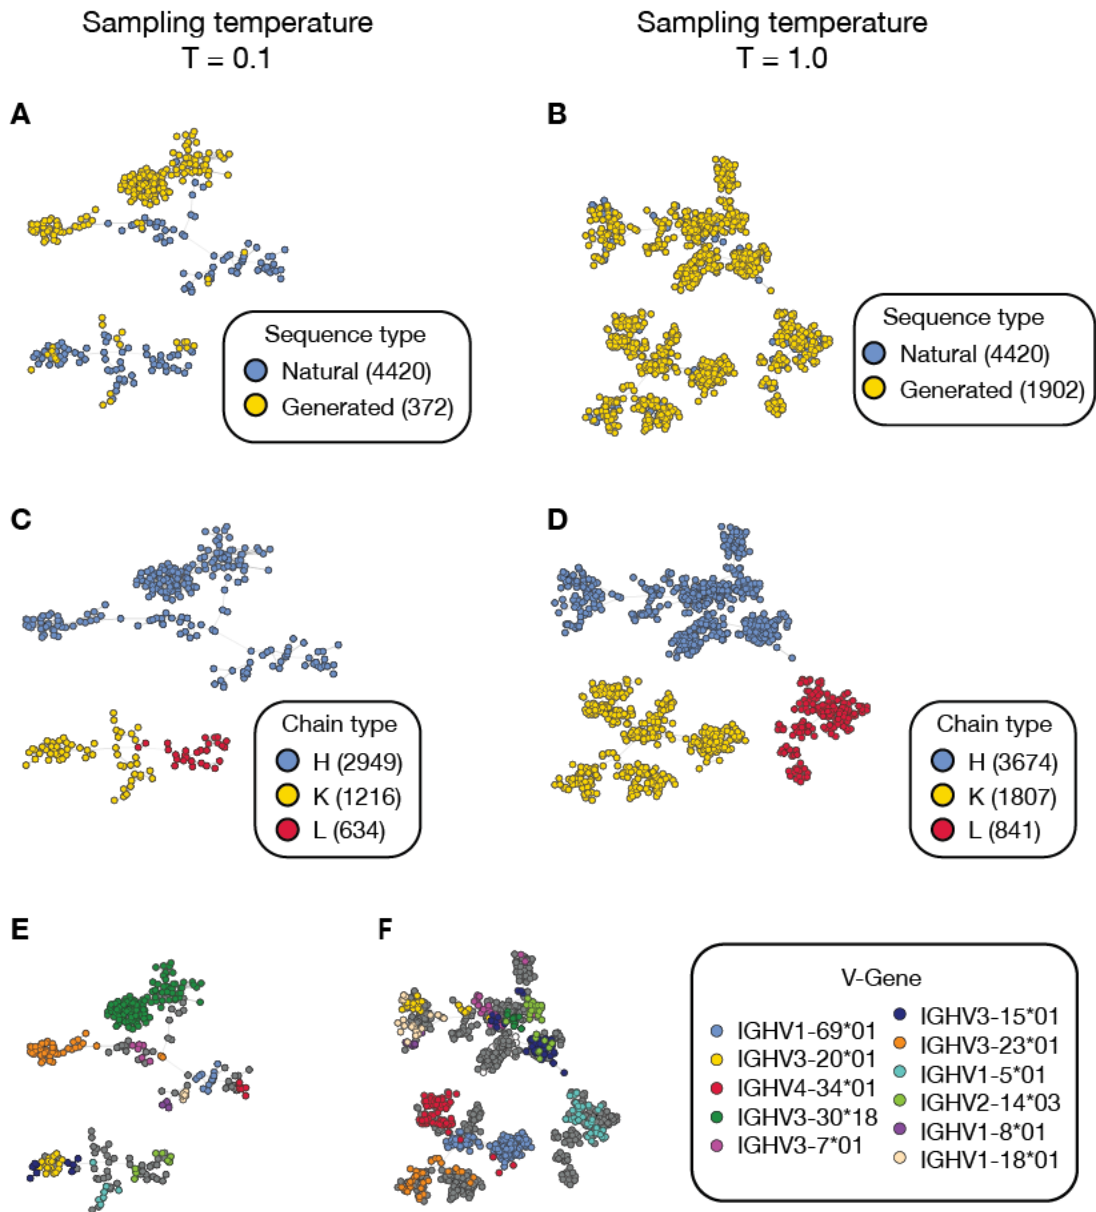 Sampling temperature
T = 0.1
Sampling temperature
T = 1.0
A
B
Sequence type
Natural (4420)
Generated (372)
Sequence type
Natural (4420)
Generated (1902)
C
D
Chain type
H (2949)
K (1216)
L (634)
Chain type
H (3674)
K (1807)
L (841)
E
F
V-Gene
IGHV1-69*01
IGHV3-20*01
IGHV4-34*01
IGHV3-30*18
IGHV3-7*01
IGHV3-15*01
IGHV3-23*01
IGHV1-5*01
IGHV2-14*03
IGHV1-8*01
IGHV1-18*01